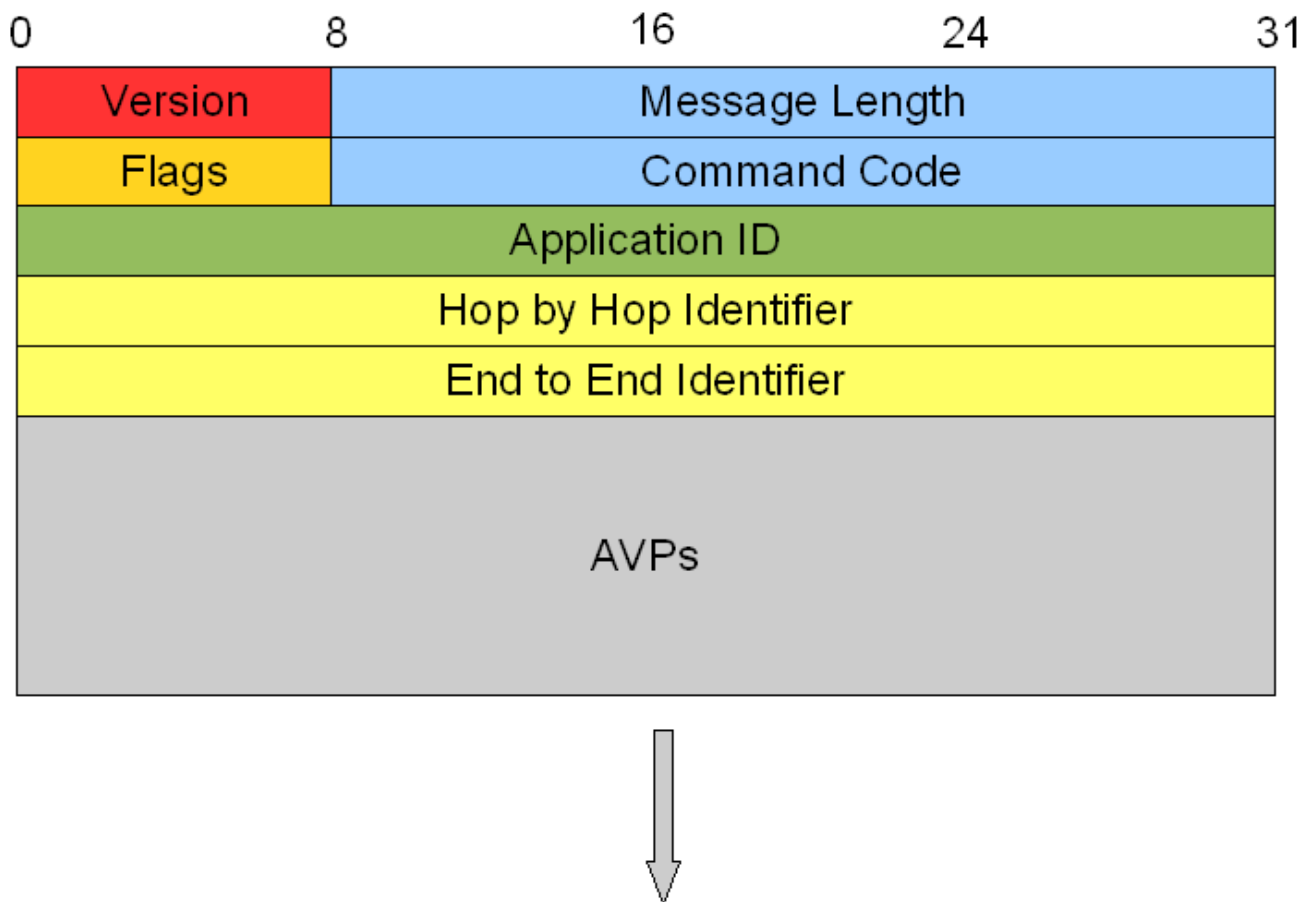 0 8 16 24 31
Version Message Length
Flags Command Code
Application ID
Hop by Hop Identifier
End to End Identifier
AVPs